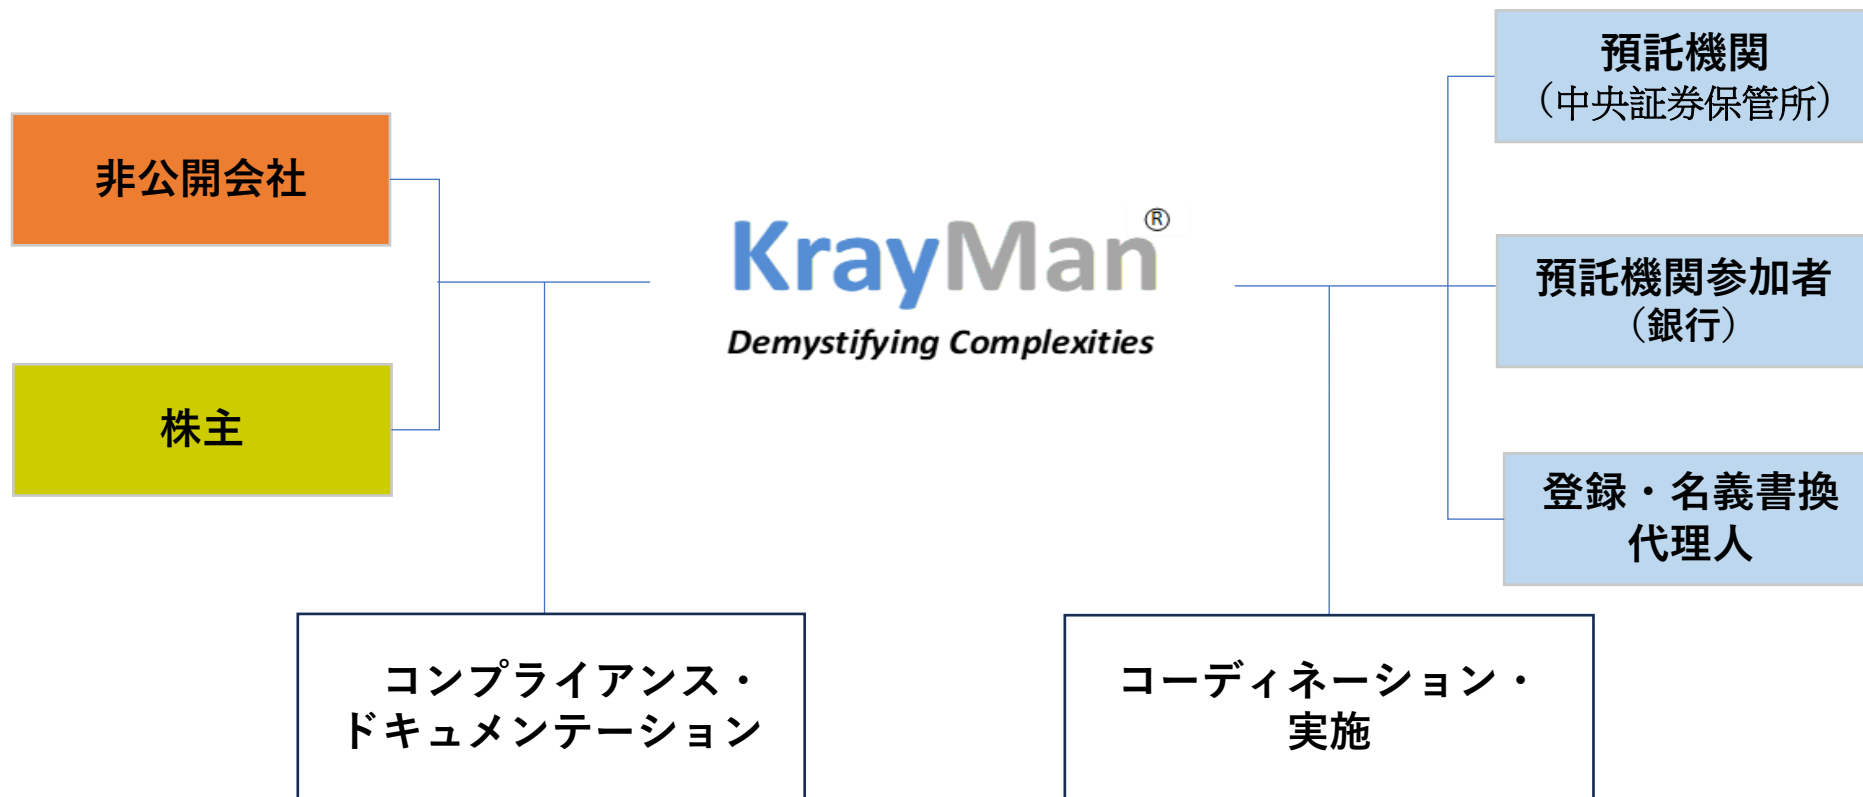 非公開会社
株主
KrayMan®
Demystifying Complexities
預託機関
（中央証券保管所）
預託機関参加者
（銀行）
登録・名義書換
代理人
コンプライアンス・
ドキュメンテーション
コーディネーション・
実施